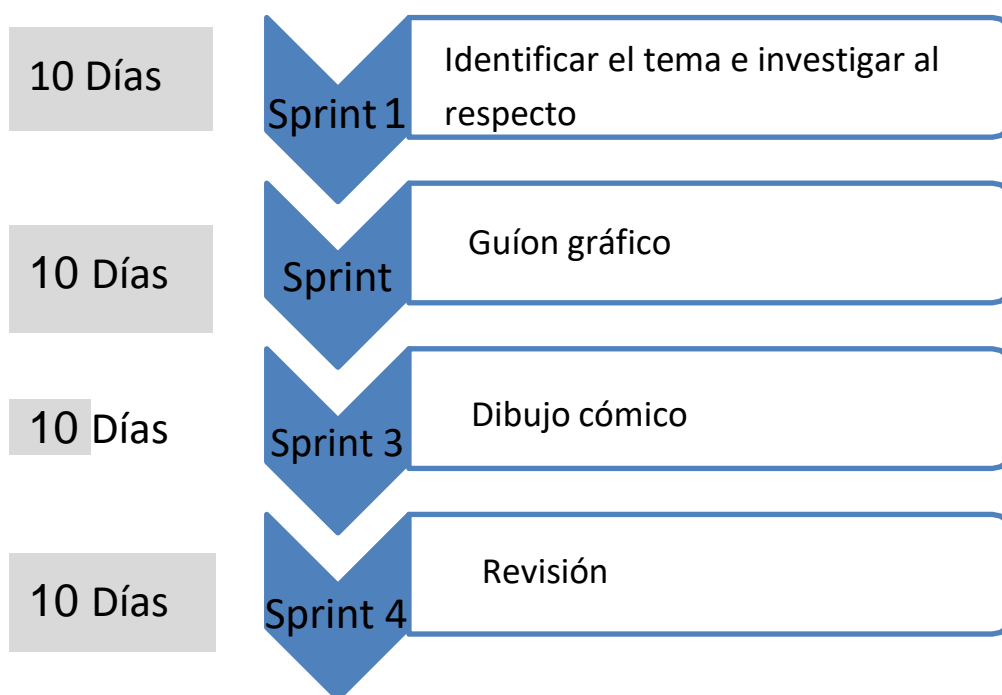 10 Días
Sprint 1
Identificar el tema e investigar al
respecto
10 Días
Sprint
Guíon gráfico
10 Días
Sprint 3
Dibujo cómico
10 Días
Sprint 4
Revisión